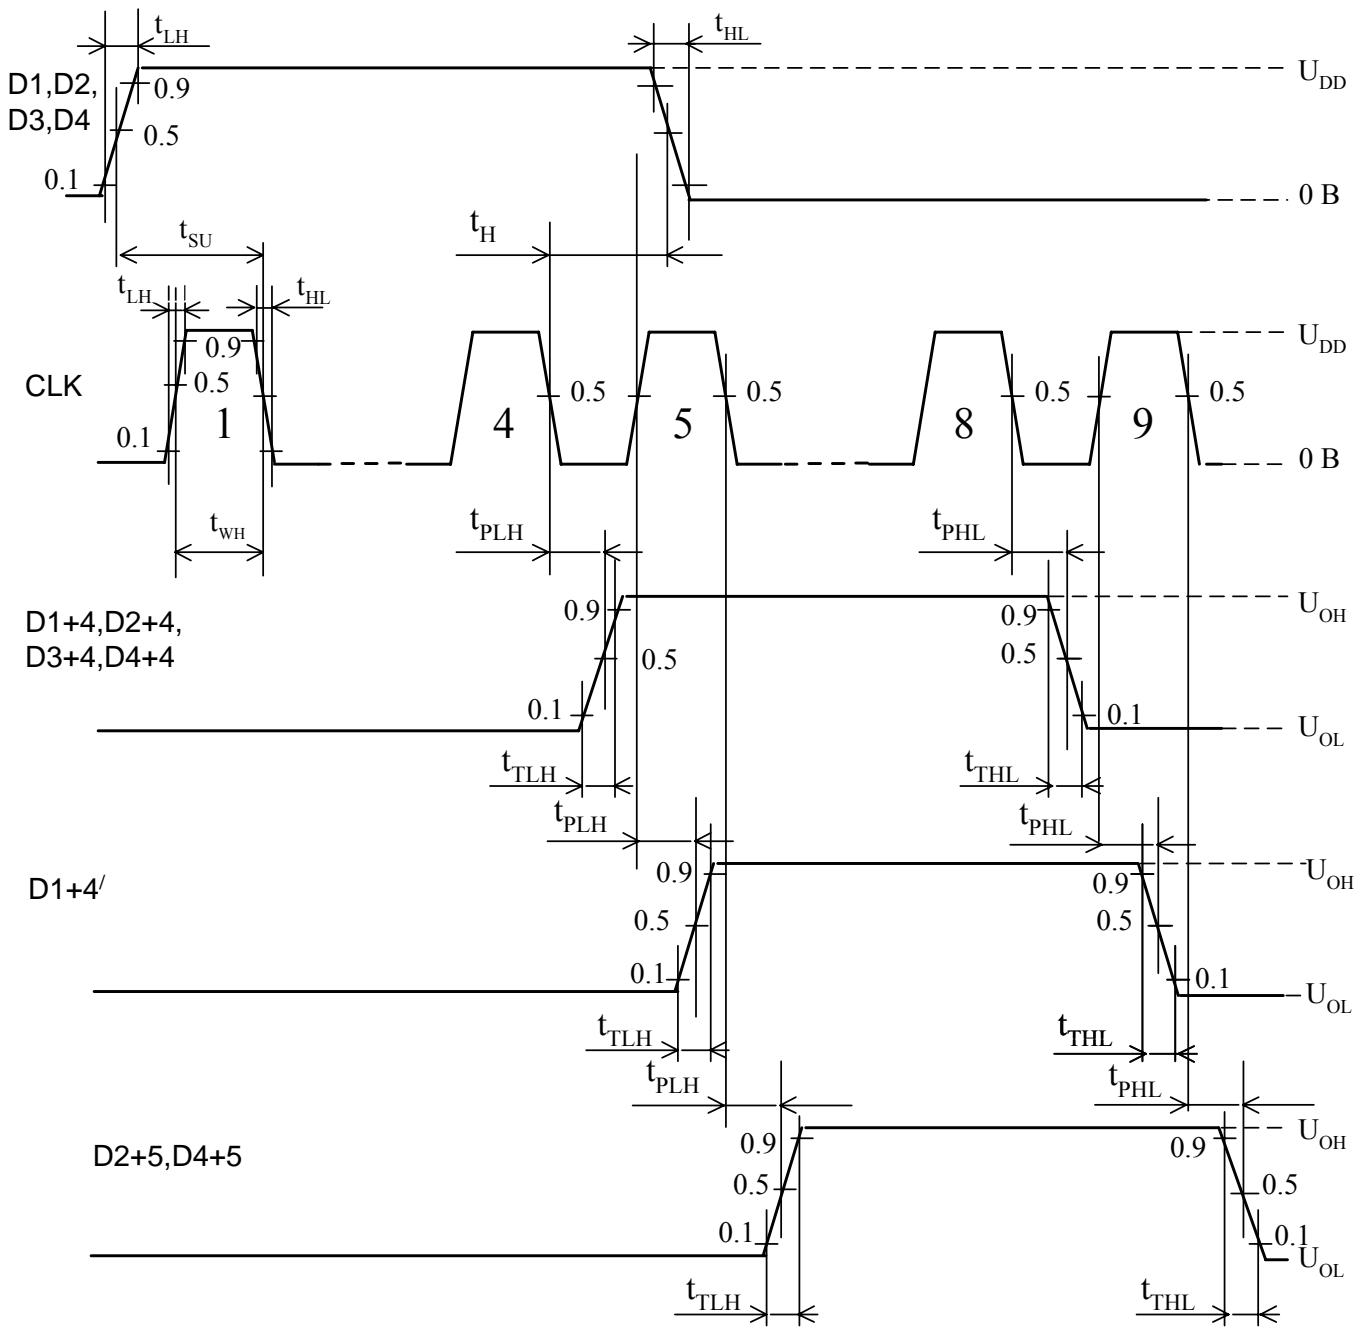 t_LH
t_HL
D1,D2,
D3,D4
0.9
0.5
0.1
U_DD
0 В
t_SU
t_H
t_LH
t_HL
CLK
0.9
0.5
0.1
1
4
0.5
5
0.5
8
0.5
9
0.5
U_DD
0 В
t_WH
t_PLH
t_PHL
D1+4,D2+4,
D3+4,D4+4
0.9
0.5
0.1
0.9
0.5
0.1
U_OH
U_OL
t_TLH
t_THL
t_PLH
t_PHL
D1+4/
0.9
0.5
0.1
0.9
0.5
0.1
U_OH
U_OL
t_TLH
t_THL
t_PLH
t_PHL
D2+5,D4+5
0.9
0.5
0.1
0.9
0.5
0.1
U_OH
U_OL
t_TLH
t_THL